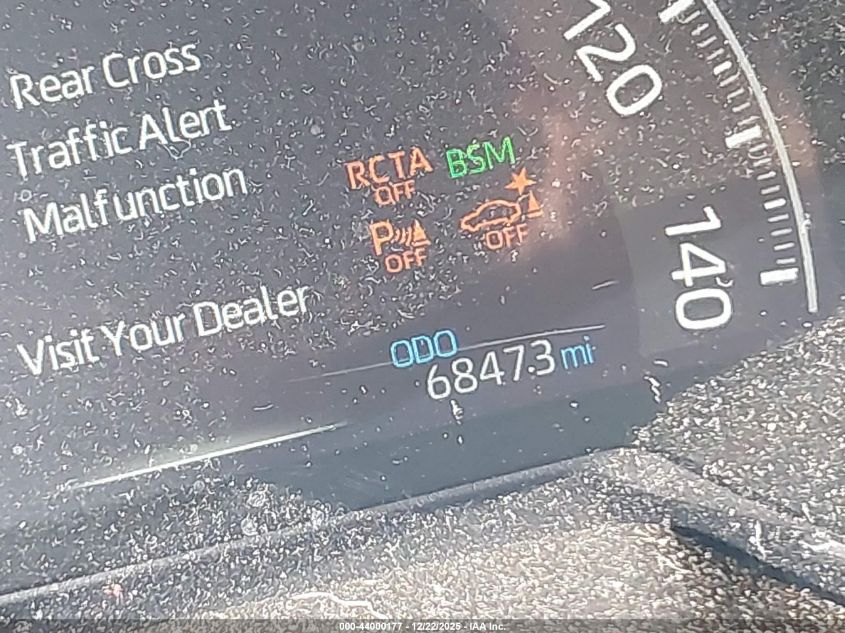 120
Rear Cross
Traffic Alert
Malfunction
RCTA
OFF
BSM
P
OFF
OFF
140
Visit Your Dealer
ODO
68473 mi
000-44000177 - 12/22/2025 - IAA Inc.